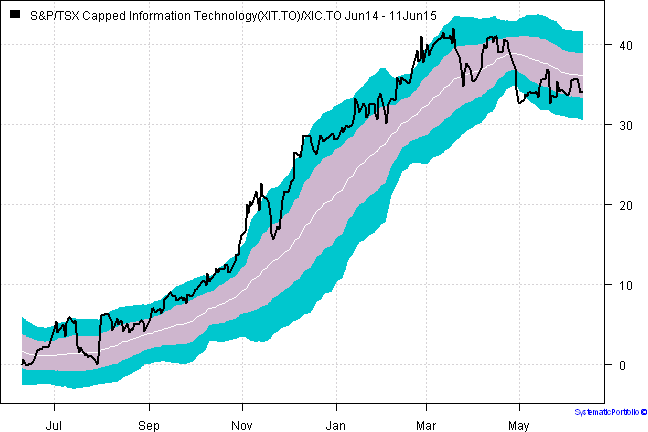 S&P/TSX Capped Information Technology(XIT.TO)/XIC.TO Jun14 - 11Jun15
40
30
20
10
0
Jul Sep Nov Jan Mar May
SystematicPortfolio ©